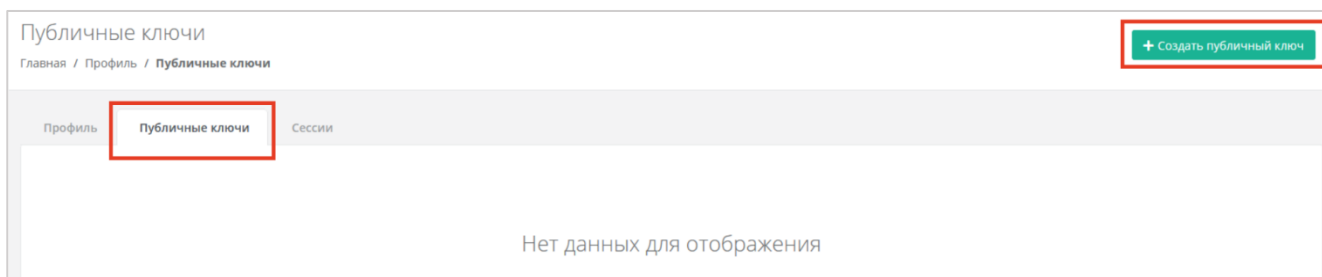 Публичные ключи
+ Создать публичный ключ
Главная / Профиль / Публичные ключи
Профиль Публичные ключи Сессии
Нет данных для отображения